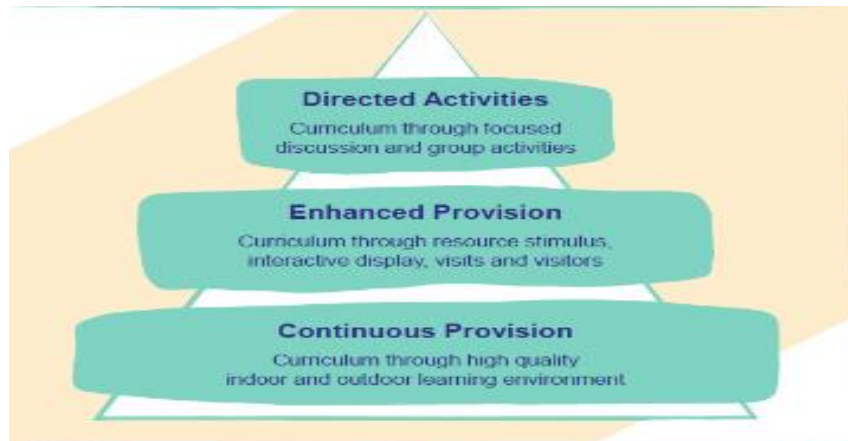 Directed Activities
Curriculum through focused
discussion and group activities
Enhanced Provision
Curriculum through resource stimulus,
interactive display, visits and visitors
Continuous Provision
Curriculum through high quality
indoor and outdoor learning environment